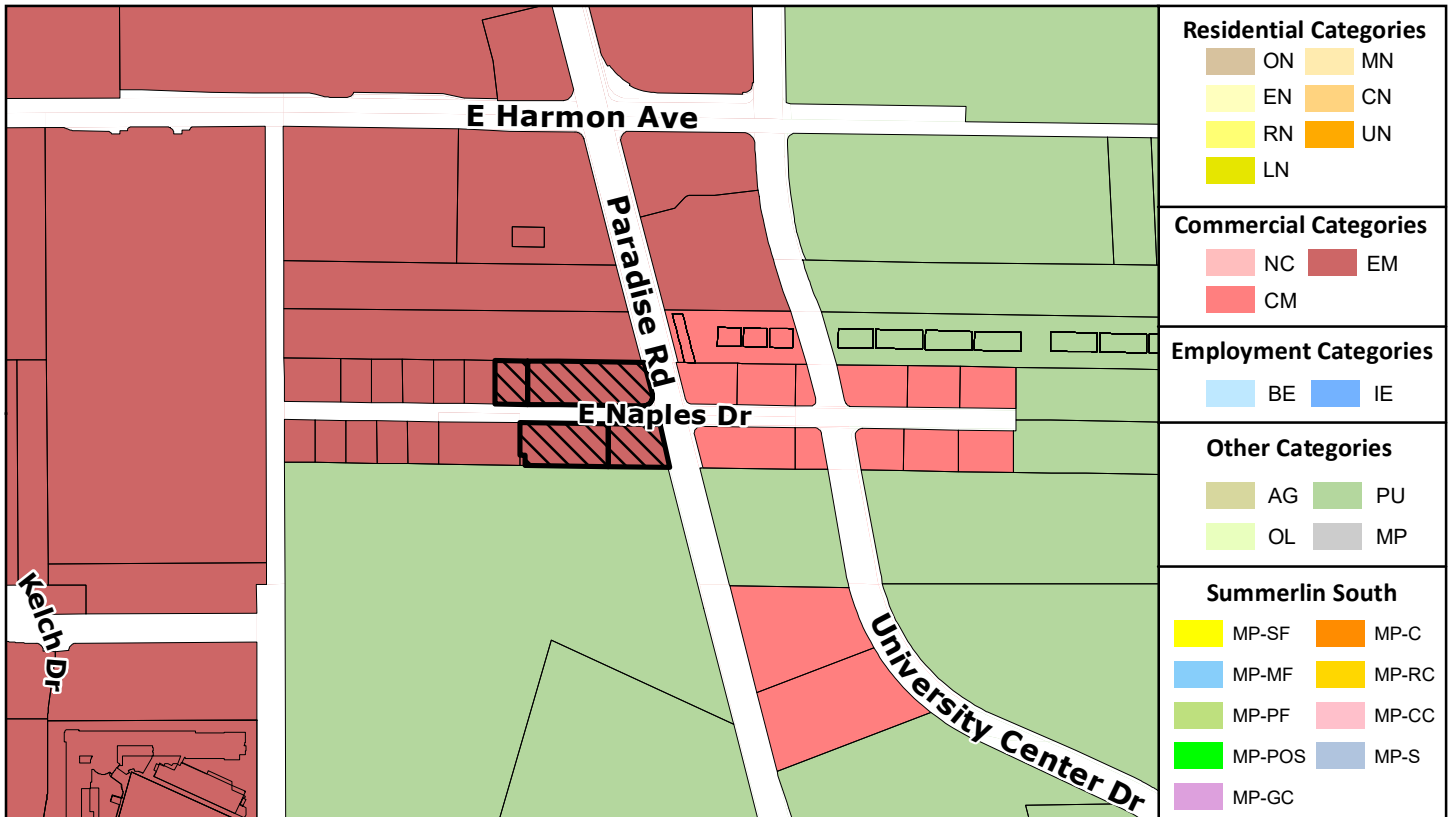 E Harmon Ave
Paradise Rd
E Naples Dr
Kelch Dr
University Center Dr
Residential Categories
ON MN
EN CN
RN UN
LN
Commercial Categories
NC EM
CM
Employment Categories
BE IE
Other Categories
AG PU
OL MP
Summerlin South
MP-SF MP-C
MP-MF MP-RC
MP-PF MP-CC
MP-POS MP-S
MP-GC